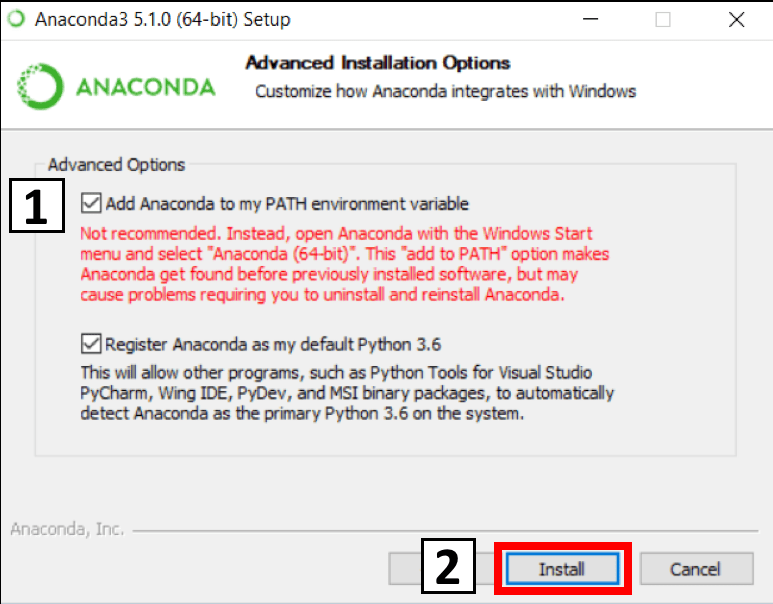 Anaconda3 5.1.0 (64-bit) Setup
ANACONDA
Advanced Installation Options
Customize how Anaconda integrates with Windows
Advanced Options
1
Add Anaconda to my PATH environment variable
Not recommended. Instead, open Anaconda with the Windows Start
menu and select "Anaconda (64-bit)". This "add to PATH" option makes
Anaconda get found before previously installed software, but may
cause problems requiring you to uninstall and reinstall Anaconda.
Register Anaconda as my default Python 3.6
This will allow other programs, such as Python Tools for Visual Studio
PyCharm, Wing IDE, PyDev, and MSI binary packages, to automatically
detect Anaconda as the primary Python 3.6 on the system.
Anaconda, Inc.
2
Install
Cancel